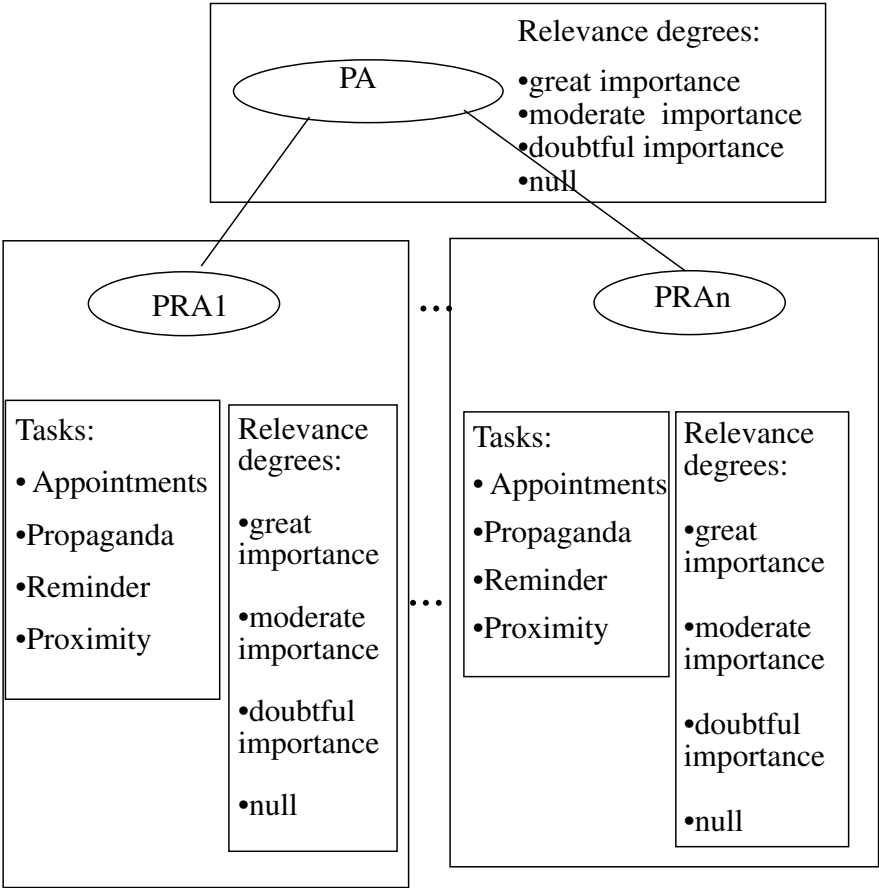 PA
Relevance degrees:
•great importance
•moderate importance
•doubtful importance
•null
PRA1
...
PRAn
Tasks:
• Appointments
•Propaganda
•Reminder
•Proximity
Relevance
degrees:
•great
importance
•moderate
importance
•doubtful
importance
•null
...
Tasks:
• Appointments
•Propaganda
•Reminder
•Proximity
Relevance
degrees:
•great
importance
•moderate
importance
•doubtful
importance
•null